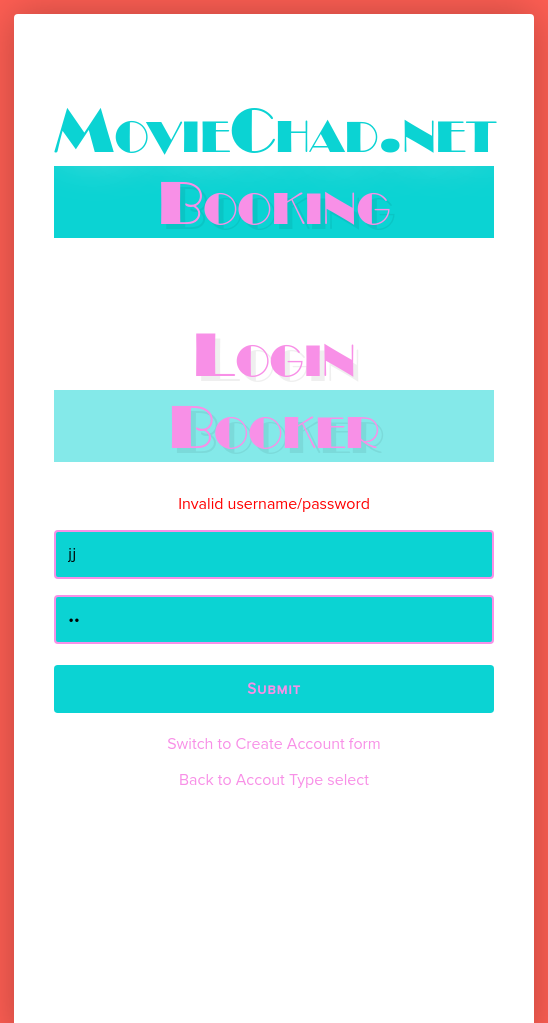 MovieChad.net
Booking
Login
Booker
Invalid username/password
jj
••
Submit
Switch to Create Account form
Back to Accout Type select